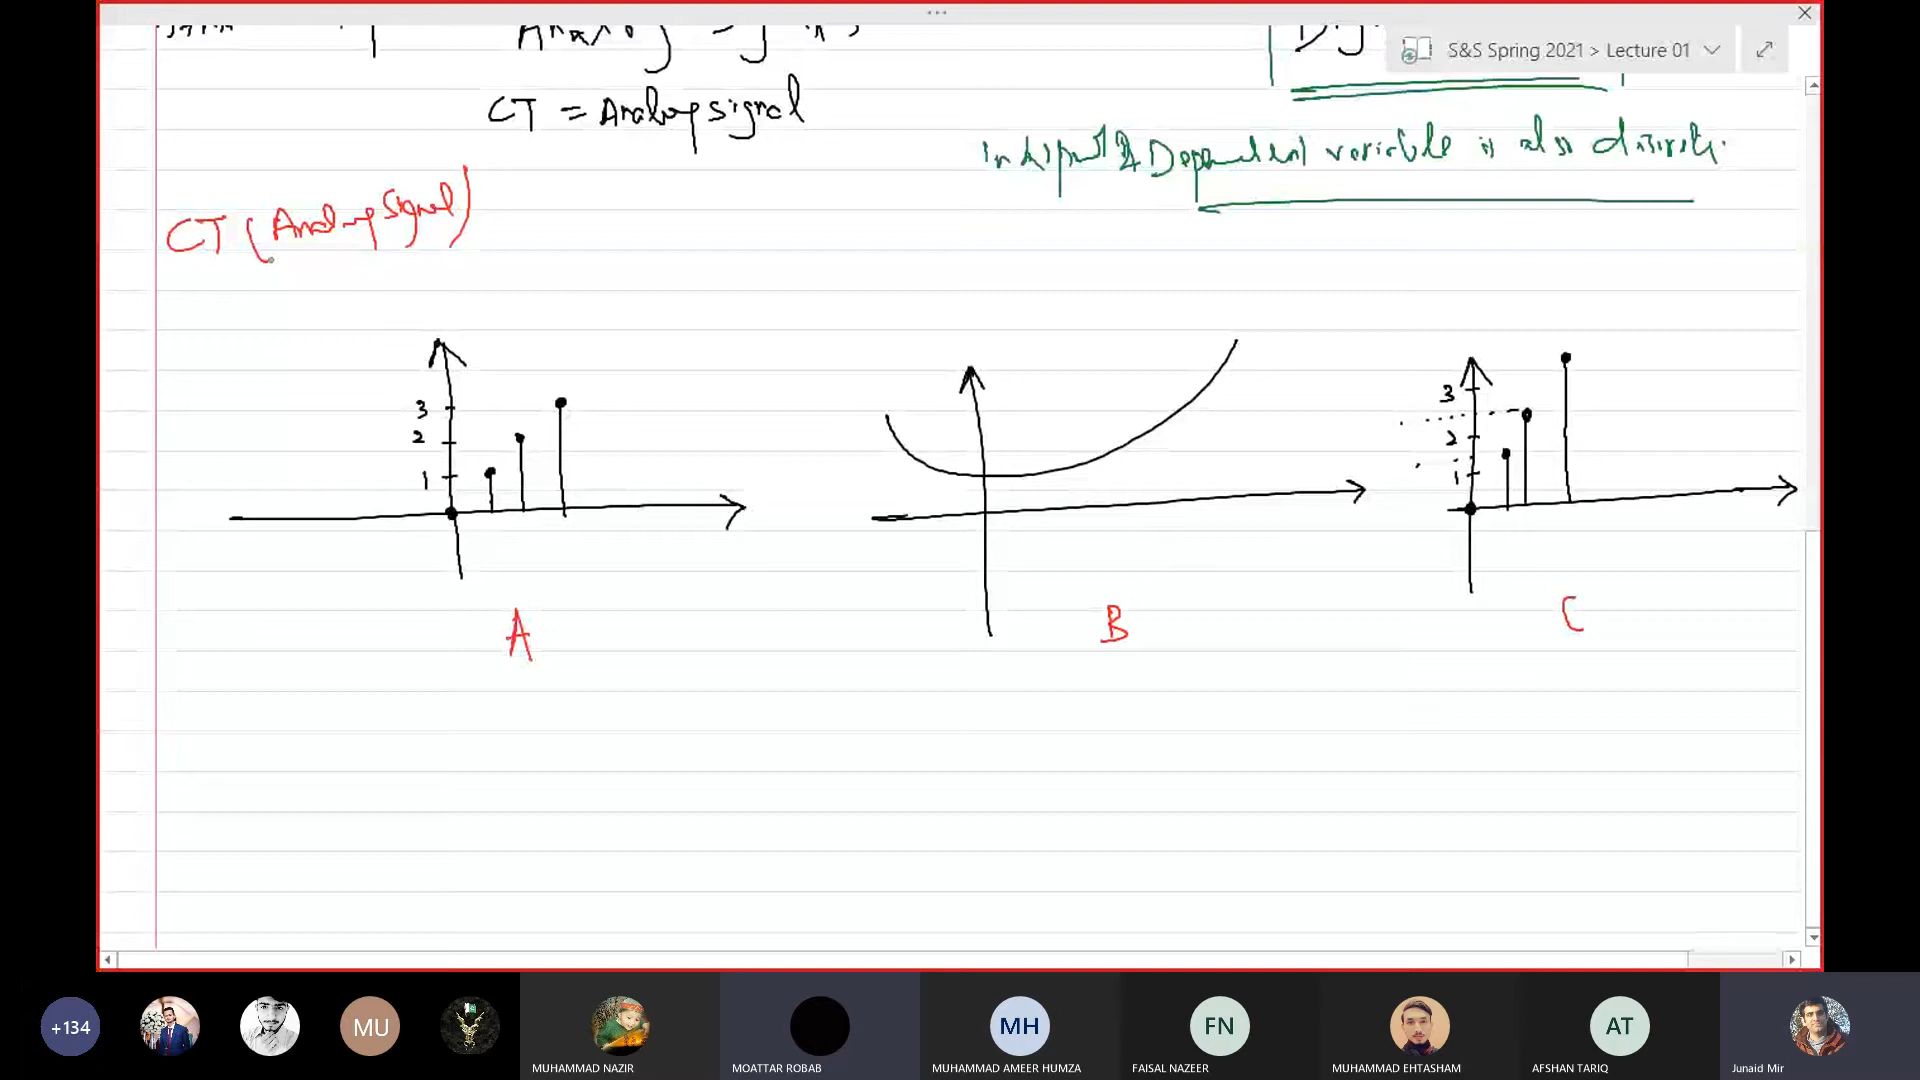 S&S Spring 2021 > Lecture 01
CT = Analog signal
Dependent variable is also discrete.
CT (Analog Signal)
3
2
1
3
2
1
A
B
C
+134
MU
MH
FN
AT
MUHAMMAD NAZIR
MOATTAR ROBAB
MUHAMMAD AMEER HUMZA
FAISAL NAZEER
MUHAMMAD EHTASHAM
AFSHAN TARIQ
Junaid Mir